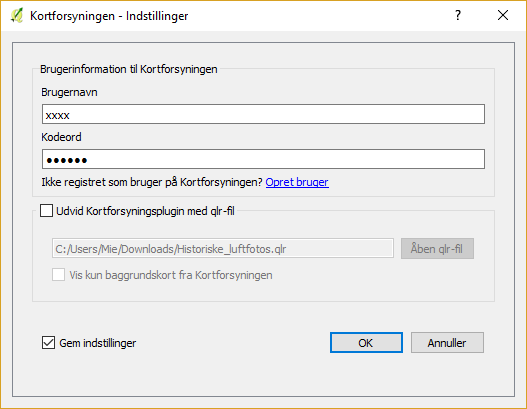 Kortforsyningen - Indstillinger
Brugerinformation til Kortforsyningen
Brugernavn
xxxx
Kodeord
●●●●●●
Ikke registret som bruger på Kortforsyningen? Opret bruger
Udvid Kortforsyningsplugin med qlr-fil
C:/Users/Mie/Downloads/Historiske_luftfotos.qlr Åben qlr-fil
Vis kun baggrundskort fra Kortforsyningen
Gem indstillinger OK Annuller